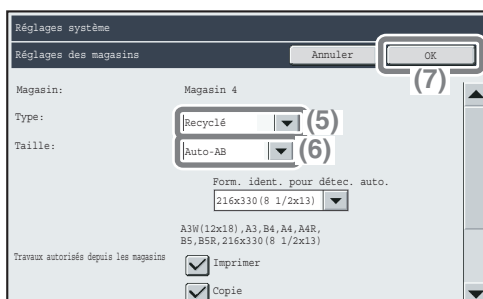 Réglages système
Réglages des magasins Annuler OK
(7)
Magasin: Magasin 4
Type: Recyclé (5)
Taille: Auto-AB (6)
Form. ident. pour détec. auto.
216x330(8 1/2x13)
A3W(12x18),A3,B4,A4,A4R,
B5,B5R,216x330(8 1/2x13)
Travaux autorisés depuis les magasins Imprimer
Copie